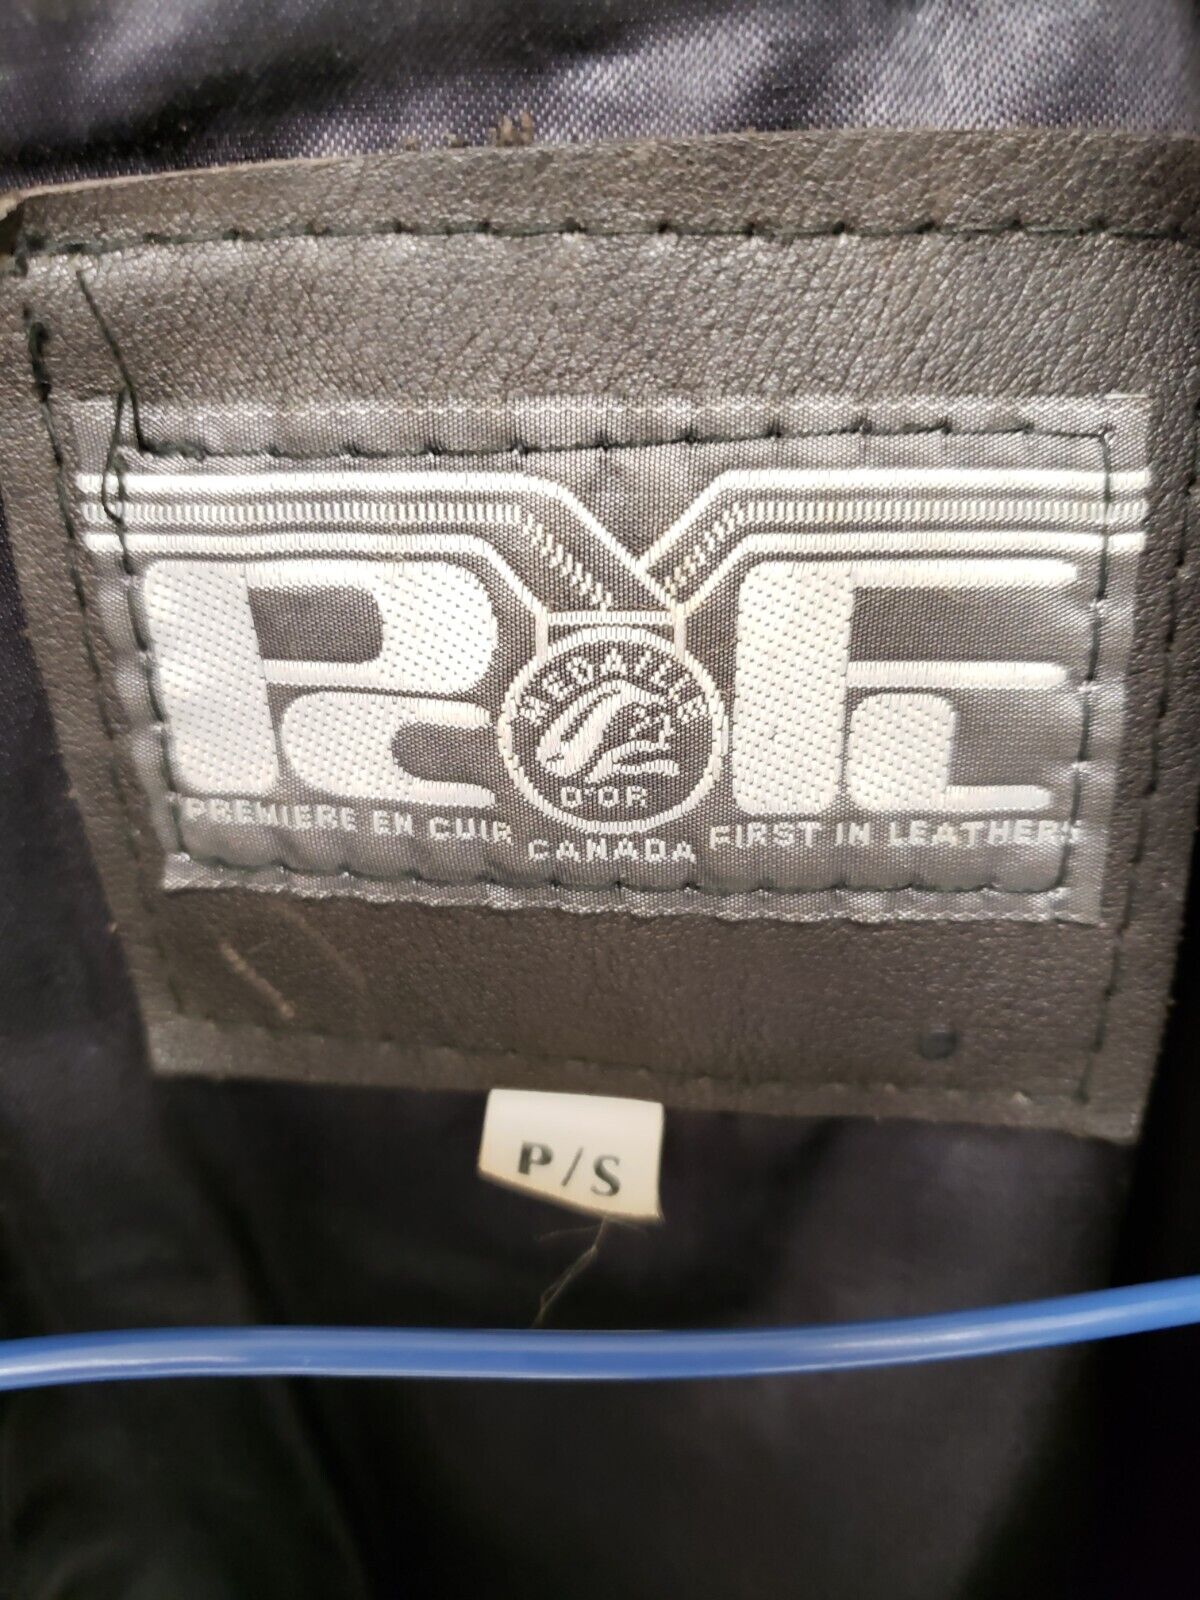 MEDAILLE
D'OR
PREMIERE EN CUIR
CANADA
FIRST IN LEATHERS
P/S